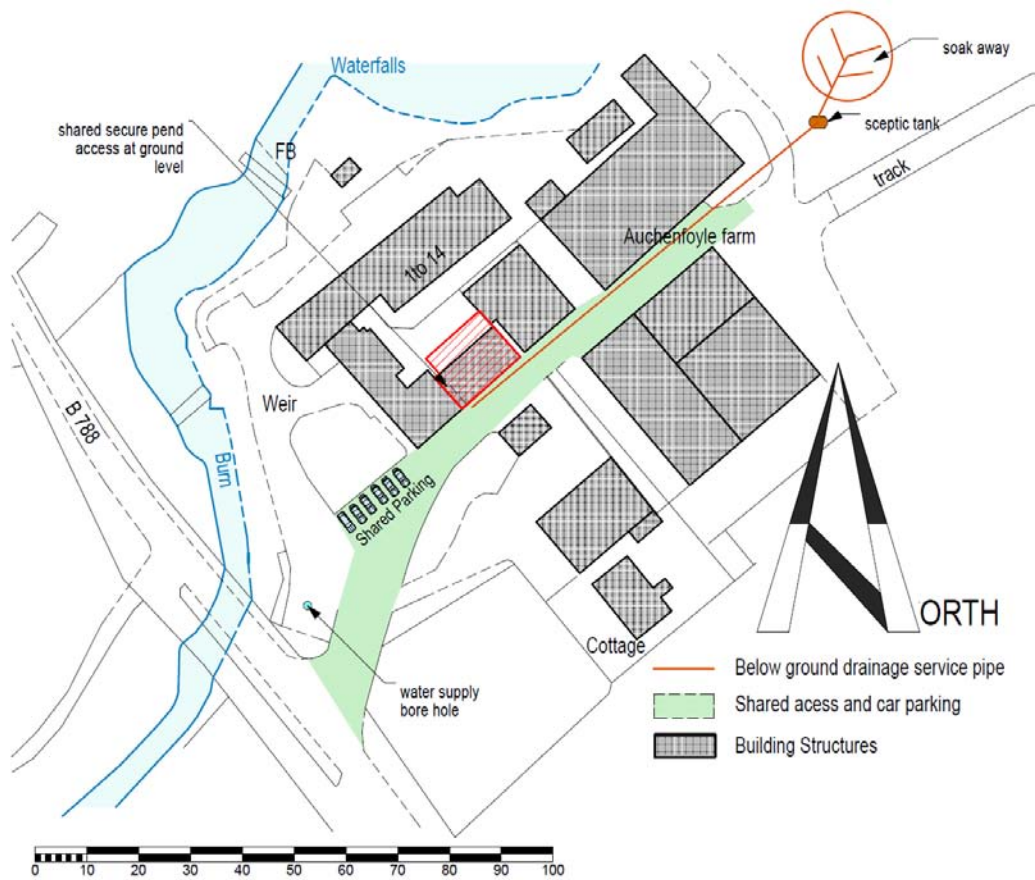 Waterfalls
soak away
shared secure pend
access at ground
level
FB
sceptic tank
track
Auchenfoyle farm
1to 14
Weir
B 788
Burn
Shared Parking
ORTH
Cottage
Below ground drainage service pipe
water supply
bore hole
Shared acess and car parking
Building Structures
0 10 20 30 40 50 60 70 80 90 100